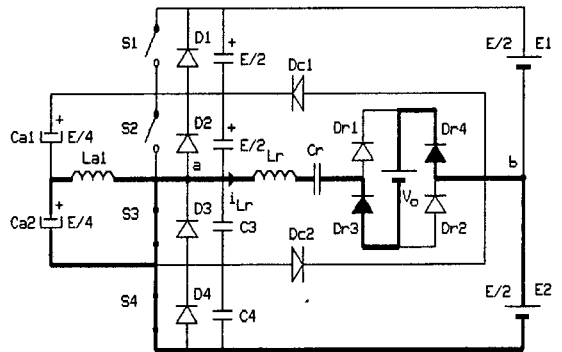 S1
D1
+
E/2
Dc1
E/2 E1
Ca1
+
E/4
S2
D2
+
E/2
La1
a
Lr
Cr
Dr1
Dr4
b
iLr
Vo
Ca2
+
E/4
S3
D3
C3
Dc2
Dr3
Dr2
S4
D4
C4
E/2 E2